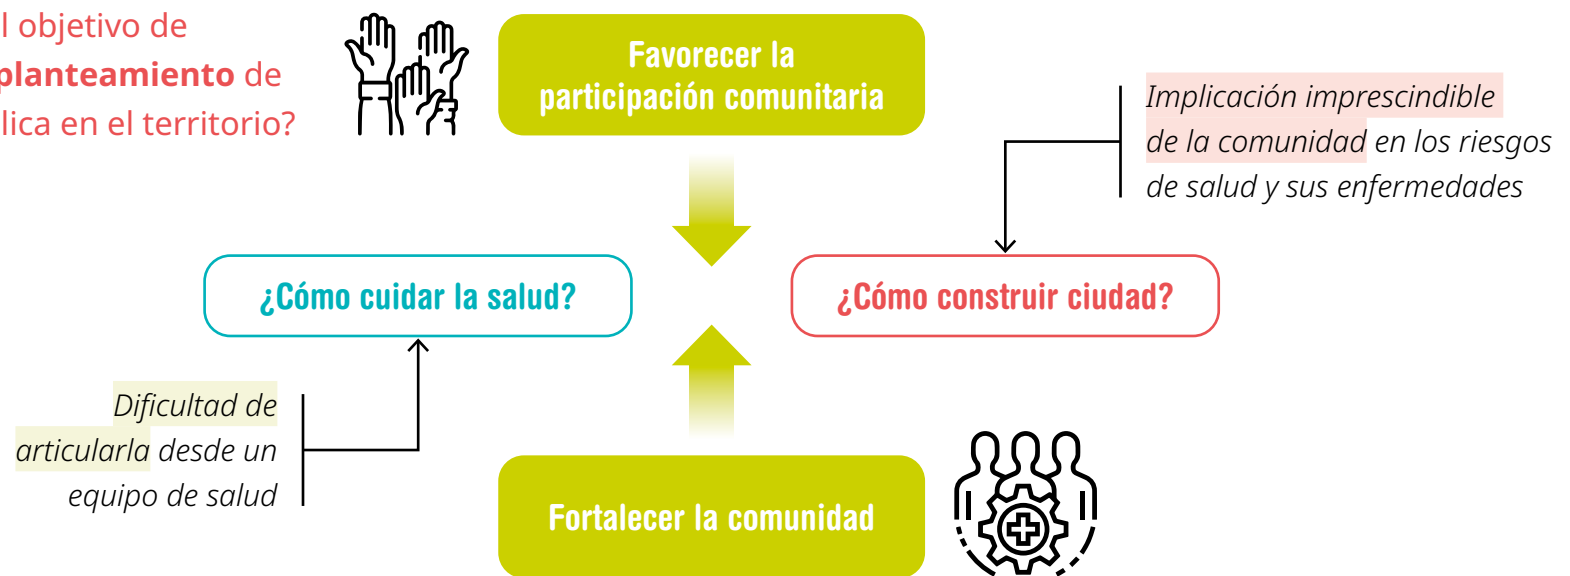 l objetivo de
planteamiento de
lica en el territorio?
Favorecer la
participación comunitaria
Implicación imprescindible
de la comunidad en los riesgos
de salud y sus enfermedades
¿Cómo cuidar la salud?
¿Cómo construir ciudad?
Dificultad de
articularla desde un
equipo de salud
Fortalecer la comunidad